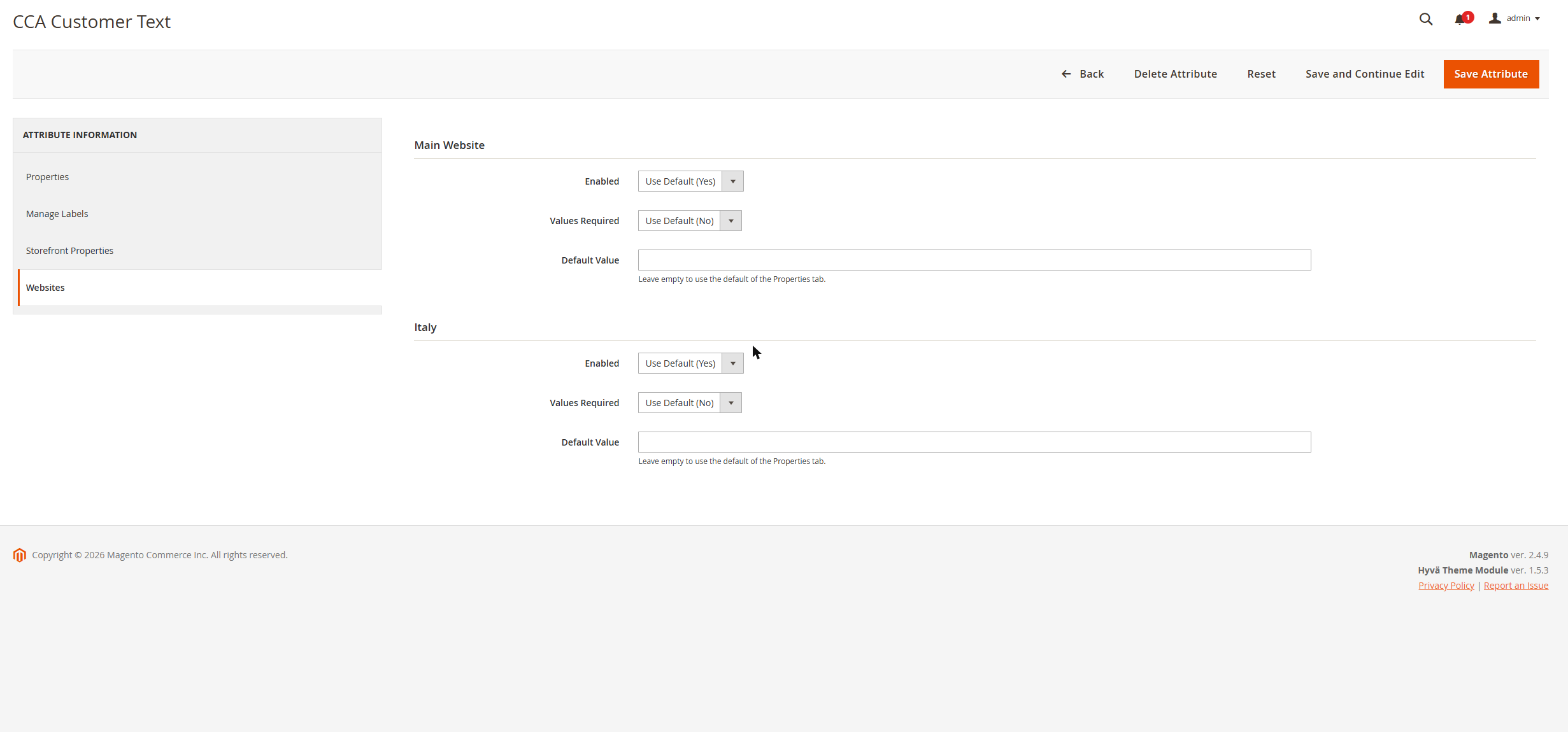 CCA Customer Text
1
admin
Back
Delete Attribute
Reset
Save and Continue Edit
Save Attribute
ATTRIBUTE INFORMATION
Properties
Manage Labels
Storefront Properties
Websites
Main Website
Enabled
Use Default (Yes)
Values Required
Use Default (No)
Default Value
Leave empty to use the default of the Properties tab.
Italy
Enabled
Use Default (Yes)
Values Required
Use Default (No)
Default Value
Leave empty to use the default of the Properties tab.
Copyright © 2026 Magento Commerce Inc. All rights reserved.
Magento ver. 2.4.9
Hyvä Theme Module ver. 1.5.3
Privacy Policy | Report an Issue